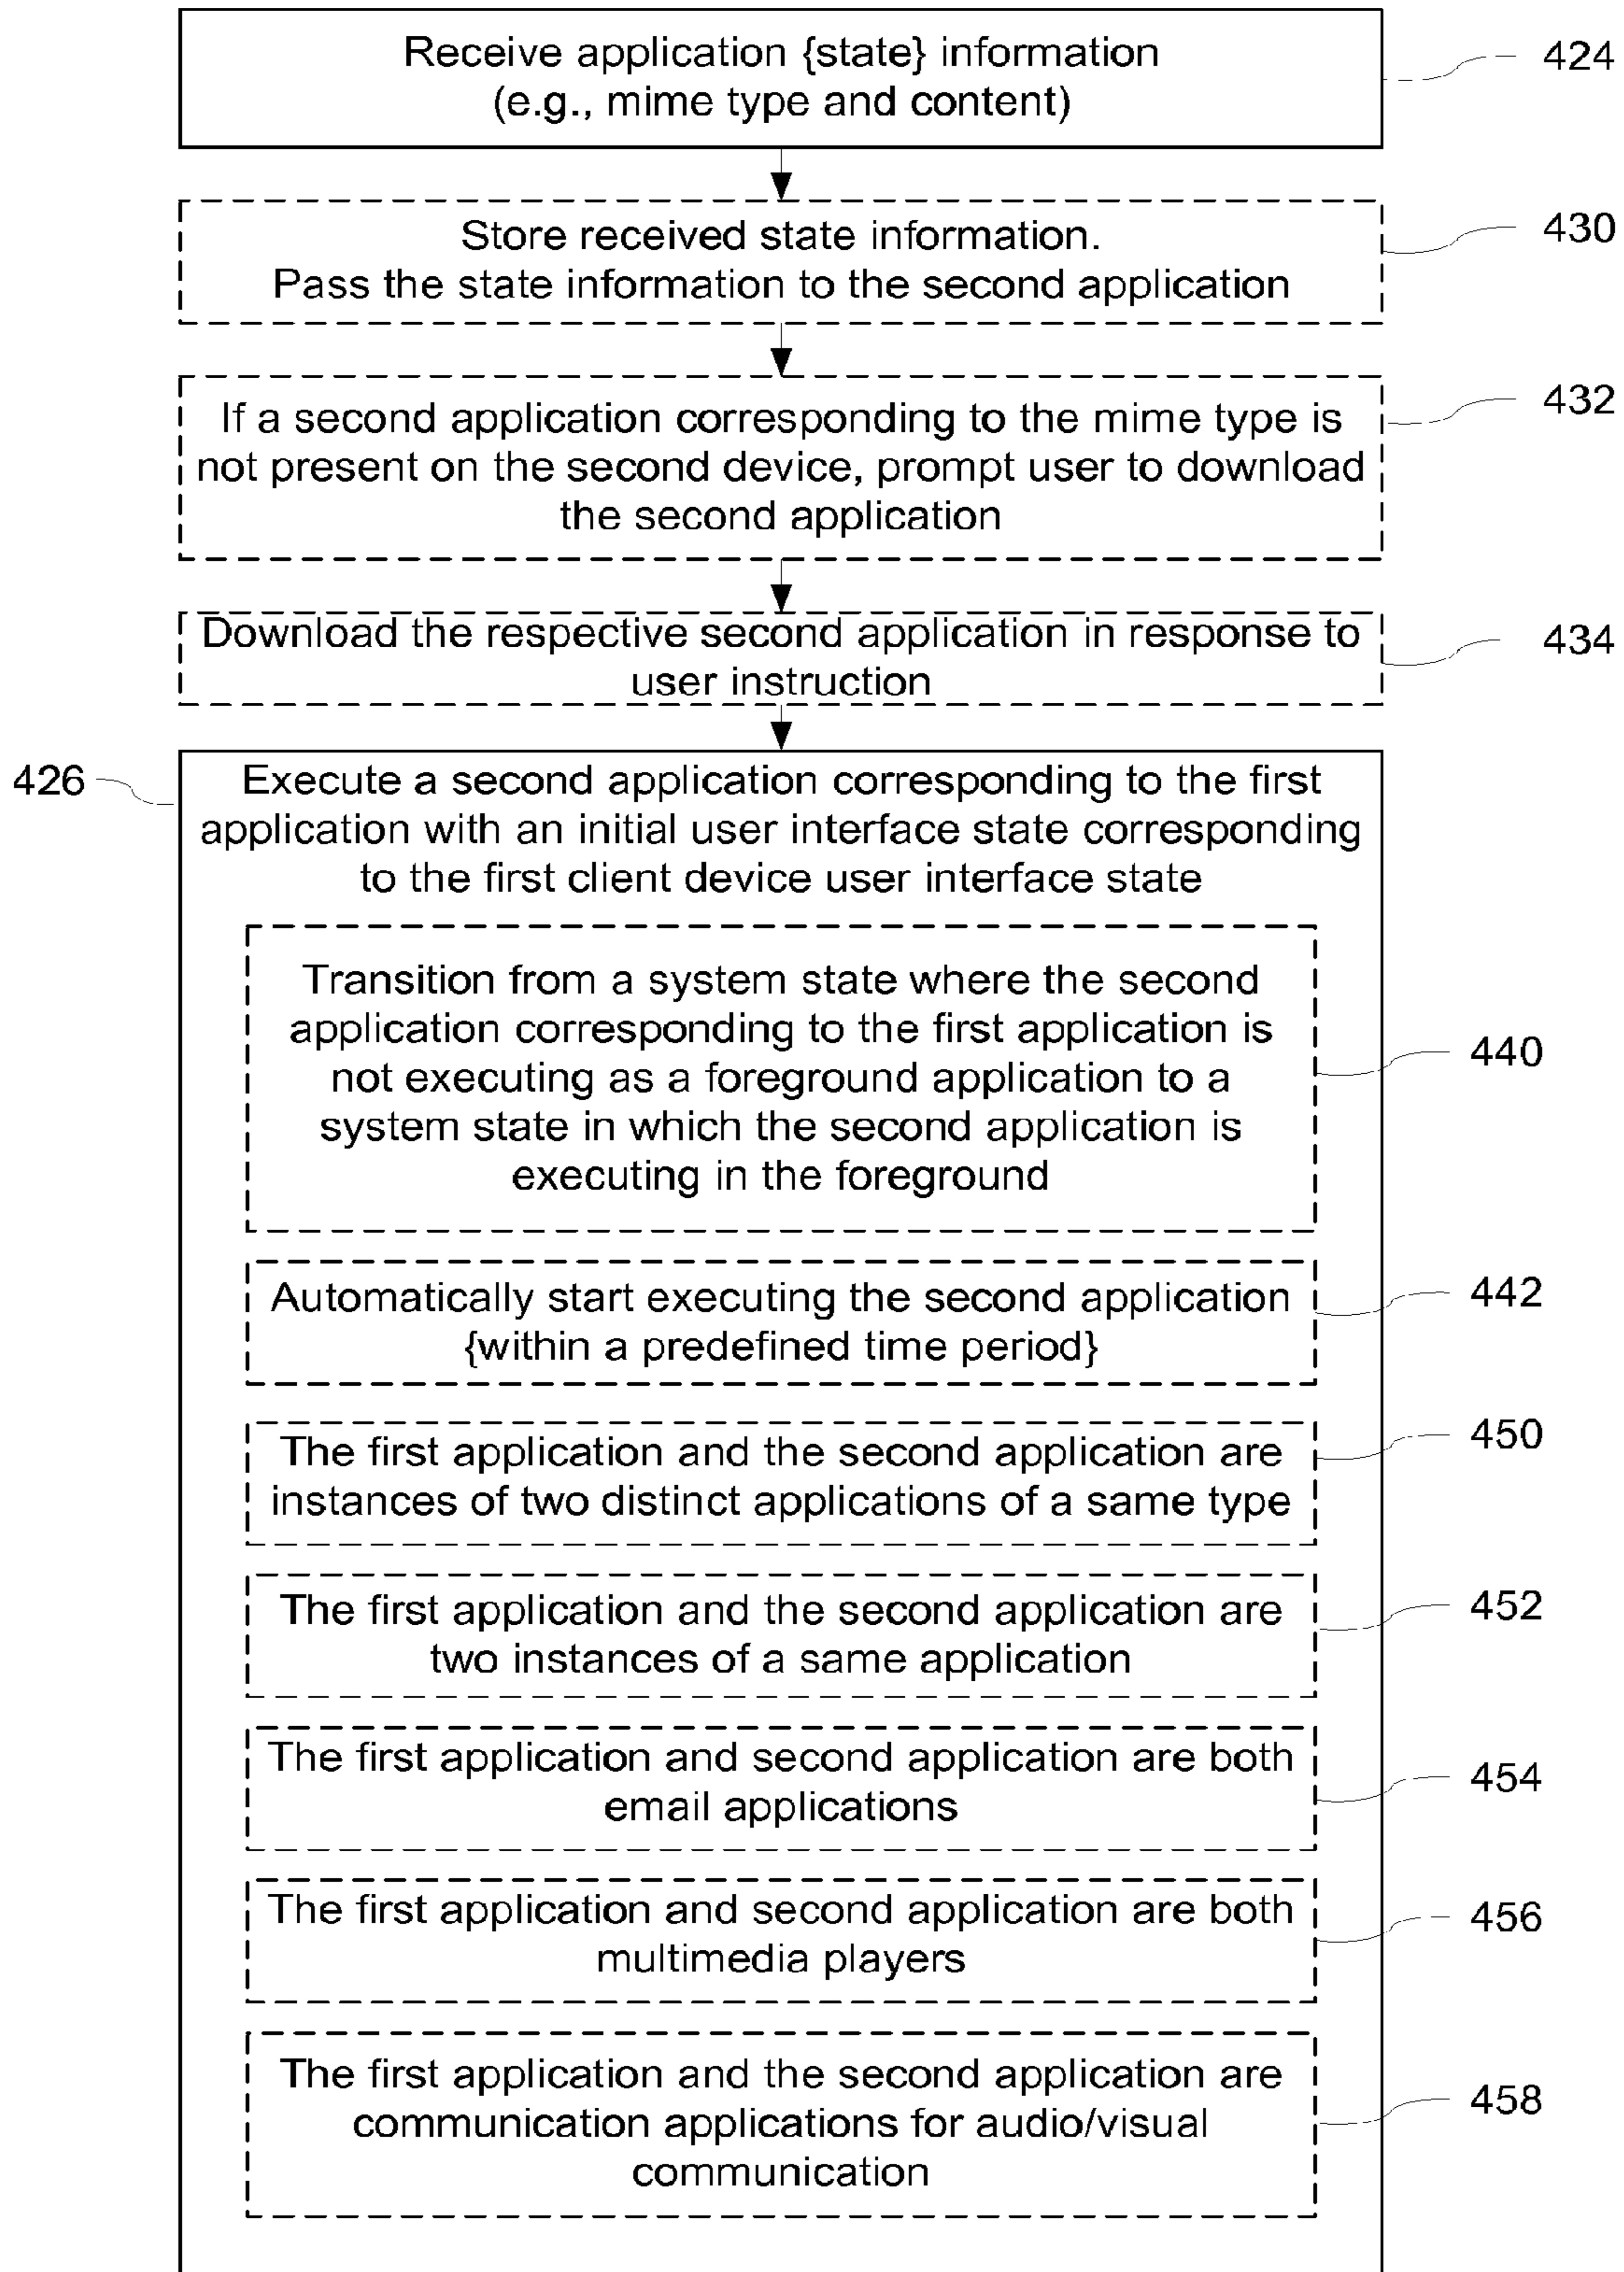 Receive application {state} information
(e.g., mime type and content)
424
Store received state information.
Pass the state information to the second application
430
If a second application corresponding to the mime type is
not present on the second device, prompt user to download
the second application
432
Download the respective second application in response to
user instruction
434
426
Execute a second application corresponding to the first
application with an initial user interface state corresponding
to the first client device user interface state
Transition from a system state where the second
application corresponding to the first application is
not executing as a foreground application to a
system state in which the second application is
executing in the foreground
440
Automatically start executing the second application
{within a predefined time period}
442
The first application and the second application are
instances of two distinct applications of a same type
450
The first application and the second application are
two instances of a same application
452
The first application and second application are both
email applications
454
The first application and second application are both
multimedia players
456
The first application and the second application are
communication applications for audio/visual
communication
458